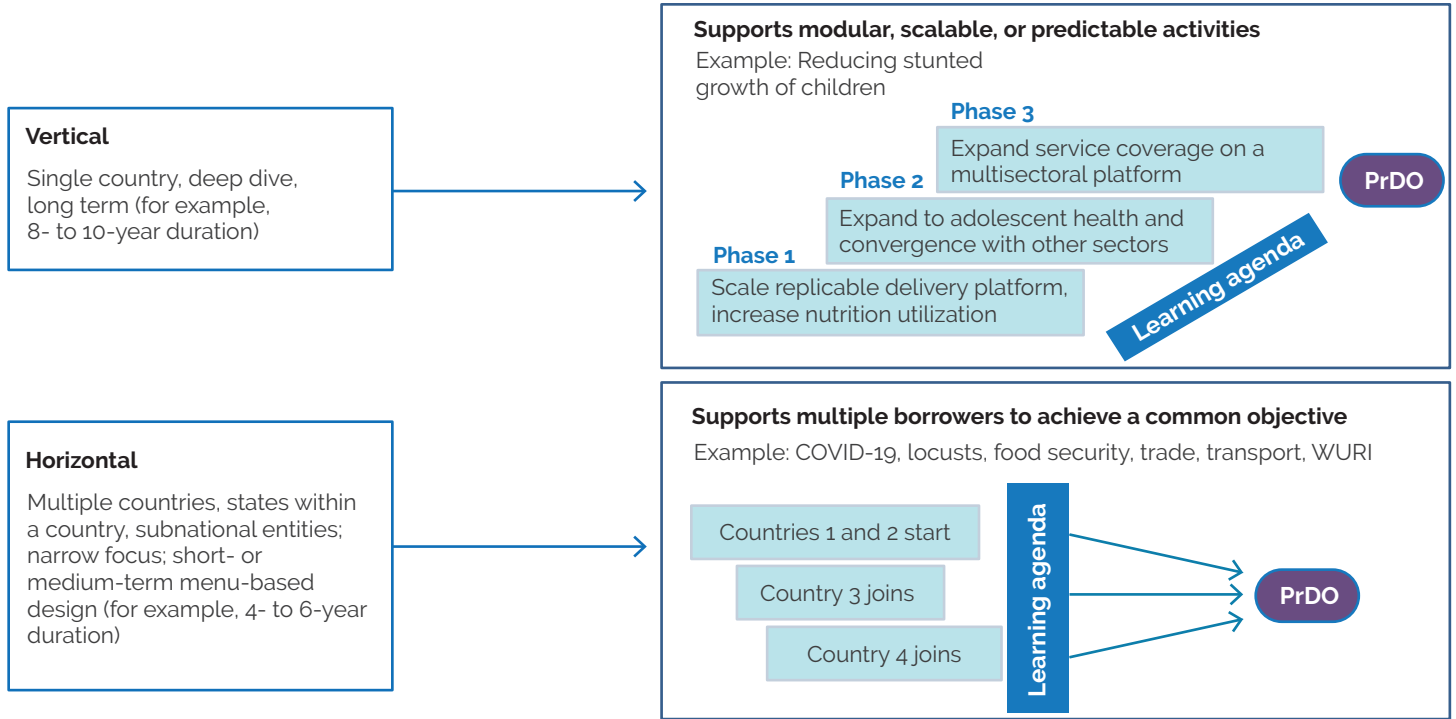 Vertical
Single country, deep dive,
long term (for example,
8- to 10-year duration)
Supports modular, scalable, or predictable activities
Example: Reducing stunted
growth of children
Phase 3
Expand service coverage on a
multisectoral platform
Phase 2
Expand to adolescent health and
convergence with other sectors
Phase 1
Scale replicable delivery platform,
increase nutrition utilization
Learning agenda
PrDO
Horizontal
Multiple countries, states within
a country, subnational entities;
narrow focus; short- or
medium-term menu-based
design (for example, 4- to 6-year
duration)
Supports multiple borrowers to achieve a common objective
Example: COVID-19, locusts, food security, trade, transport, WURI
Countries 1 and 2 start
Country 3 joins
Country 4 joins
Learning agenda
PrDO